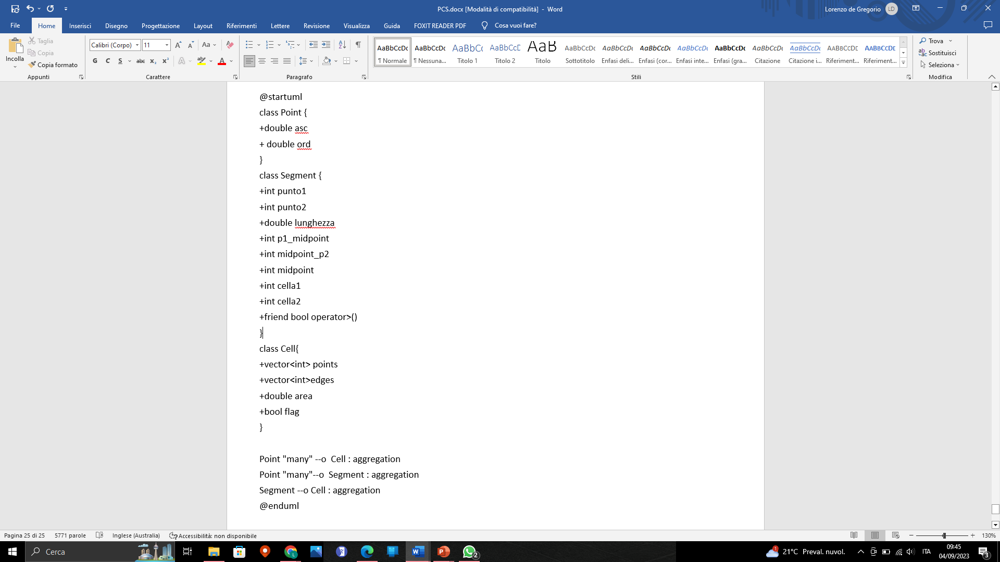 PCS.docx [Modalità di compatibilità] - Word
Lorenzo de Gregorio LD
File Home Inserisci Disegno Progettazione Layout Riferimenti Lettere Revisione Visualizza Guida FOXIT READER PDF Cosa vuoi fare?
Incolla
Taglia
Copia
Copia formato
Appunti
Calibri (Corpo) 11
G C S abc x₂ x²
Carattere
Paragrafo
AaBbCcDc AaBbCcDc AaBbCc AaBbCcD AaB AaBbCcDc AaBbCcDc AaBbCcDc AaBbCcDc AaBbCcDc AaBbCcDc AaBbCcDc AABBCCDE AABBCCDE
¶ Normale ¶ Nessuna... Titolo 1 Titolo 2 Titolo Sottotitolo Enfasi deli... Enfasi (cor... Enfasi inte... Enfasi (gra... Citazione Citazione i... Riferiment... Riferiment...
Stili
Trova
Sostituisci
Seleziona
Modifica
@startuml
class Point {
+double asc
+ double ord
}
class Segment {
+int punto1
+int punto2
+double lunghezza
+int p1_midpoint
+int midpoint_p2
+int midpoint
+int cella1
+int cella2
+friend bool operator>()
}
class Cell{
+vector<int> points
+vector<int>edges
+double area
+bool flag
}
Point "many" --o  Cell : aggregation
Point "many"--o  Segment : aggregation
Segment --o Cell : aggregation
@enduml
Pagina 25 di 25 5771 parole Inglese (Australia) Accessibilità: non disponibile 130%
Cerca
2
1 21°C Preval. nuvol. ITA
09:45
04/09/2023
3